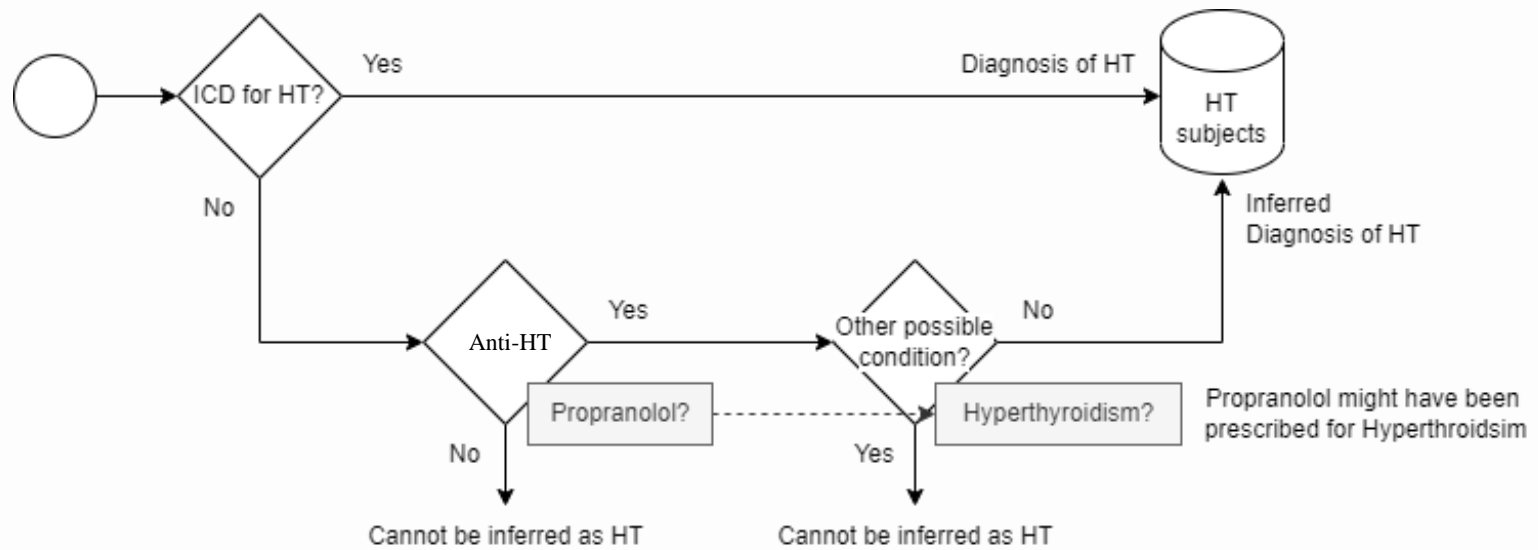 ICD for HT?
Yes
Diagnosis of HT
HT
subjects
No
Inferred
Diagnosis of HT
Anti-HT
Yes
Other possible
condition?
No
Propranolol?
Hyperthyroidism?
Propranolol might have been
prescribed for Hyperthroidsim
No
Yes
Cannot be inferred as HT
Cannot be inferred as HT